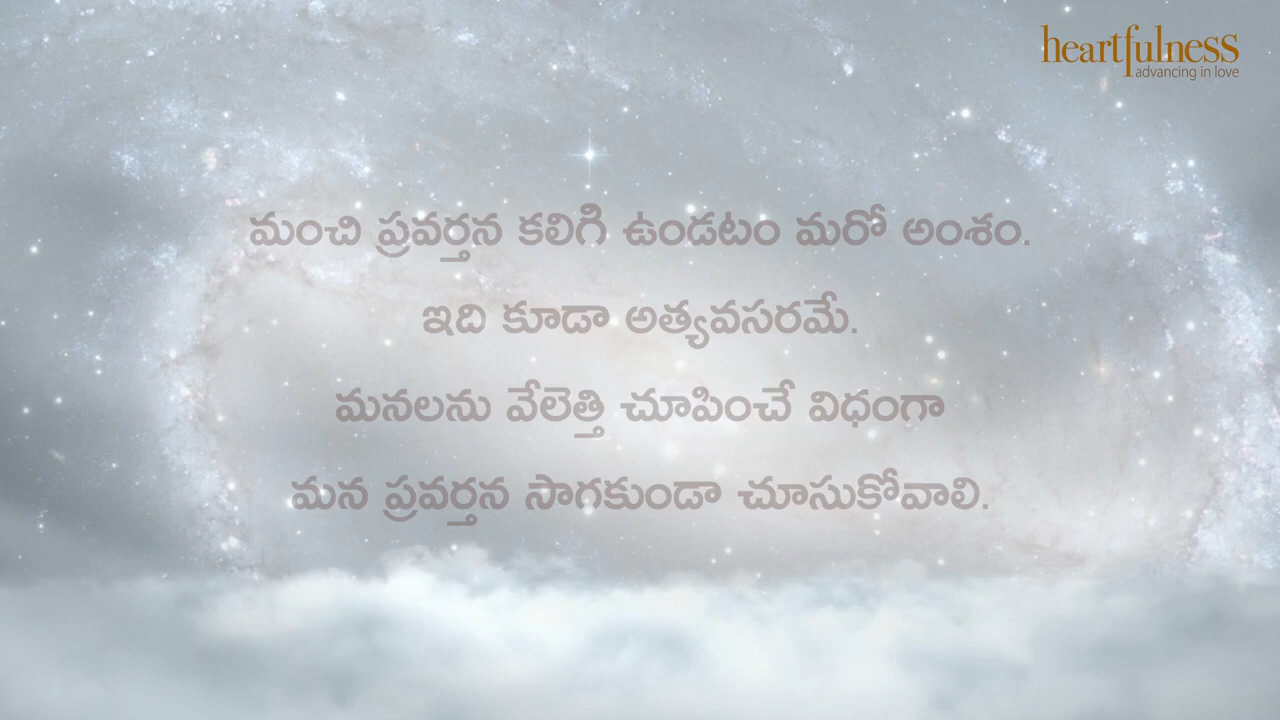 heartfulness
advancing in love
మంచి ప్రవర్తన కలిగి ఉండటం మరో అంశం.
ఇది కూడా అత్యవసరమే.
మనలను వేలెత్తి చూపించే విధంగా
మన ప్రవర్తన సాగకుండా చూసుకోవాలి.